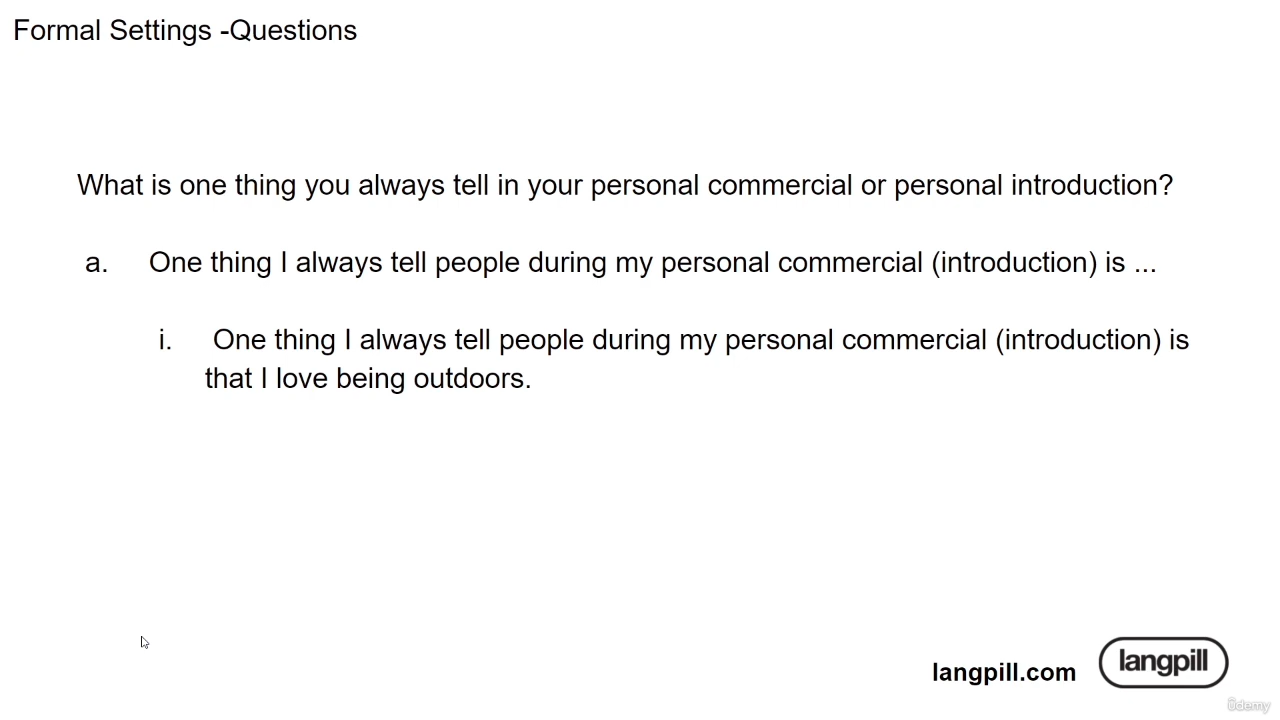 Formal Settings -Questions
What is one thing you always tell in your personal commercial or personal introduction?
a. One thing I always tell people during my personal commercial (introduction) is ...
i. One thing I always tell people during my personal commercial (introduction) is
that I love being outdoors.
langpill.com
langpill
ûdemy